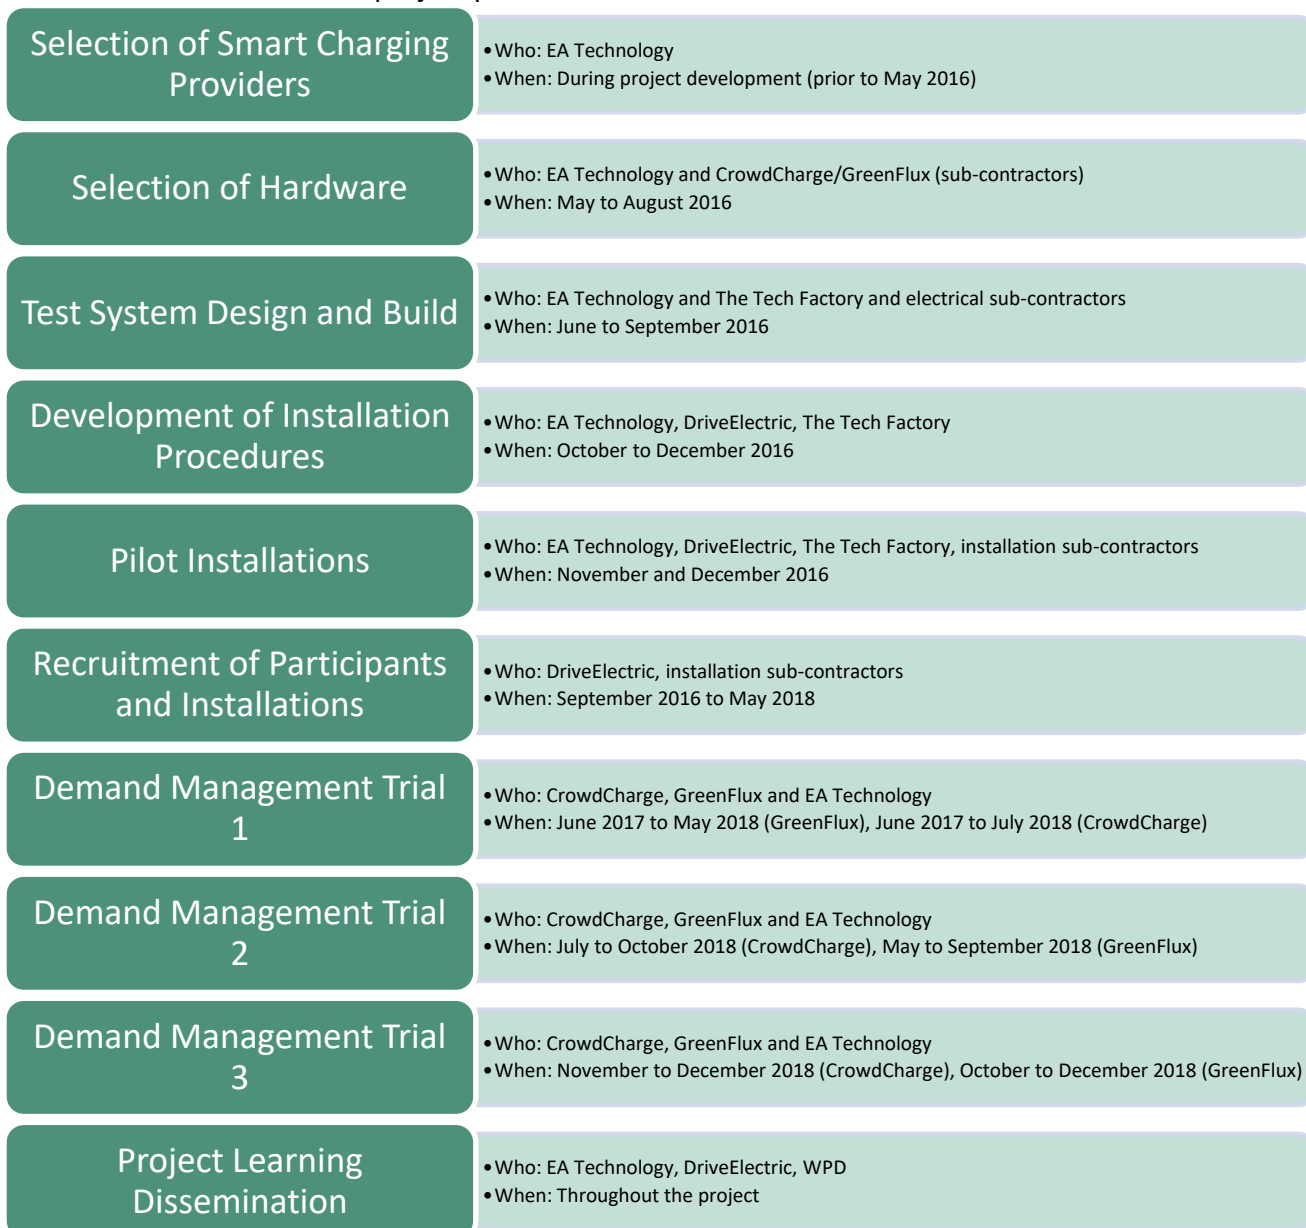 Selection of Smart Charging
Providers
•Who: EA Technology
•When: During project development (prior to May 2016)
Selection of Hardware
•Who: EA Technology and CrowdCharge/GreenFlux (sub-contractors)
•When: May to August 2016
Test System Design and Build
•Who: EA Technology and The Tech Factory and electrical sub-contractors
•When: June to September 2016
Development of Installation
Procedures
•Who: EA Technology, DriveElectric, The Tech Factory
•When: October to December 2016
Pilot Installations
•Who: EA Technology, DriveElectric, The Tech Factory, installation sub-contractors
•When: November and December 2016
Recruitment of Participants
and Installations
•Who: DriveElectric, installation sub-contractors
•When: September 2016 to May 2018
Demand Management Trial
1
•Who: CrowdCharge, GreenFlux and EA Technology
•When: June 2017 to May 2018 (GreenFlux), June 2017 to July 2018 (CrowdCharge)
Demand Management Trial
2
•Who: CrowdCharge, GreenFlux and EA Technology
•When: July to October 2018 (CrowdCharge), May to September 2018 (GreenFlux)
Demand Management Trial
3
•Who: CrowdCharge, GreenFlux and EA Technology
•When: November to December 2018 (CrowdCharge), October to December 2018 (GreenFlux)
Project Learning
Dissemination
•Who: EA Technology, DriveElectric, WPD
•When: Throughout the project